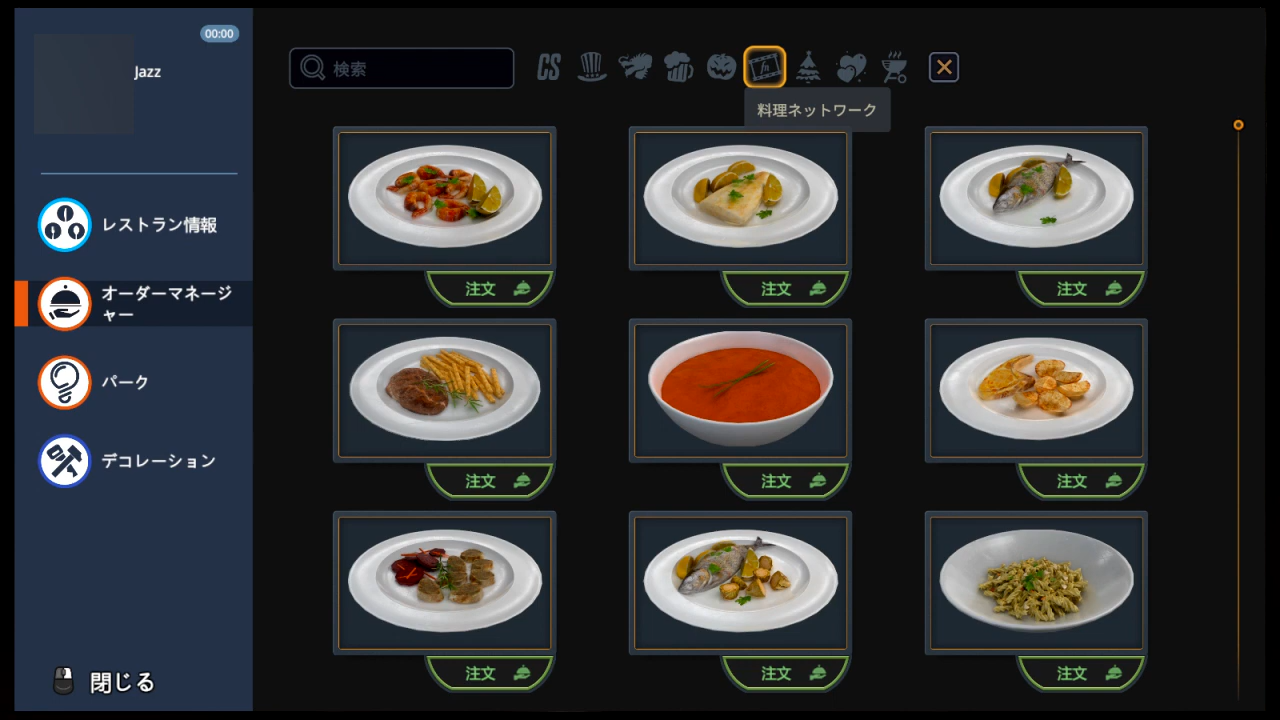 00:00
Jazz
検索
CS
料理ネットワーク
レストラン情報
オーダーマネージ
ャー
パーク
デコレーション
注文
注文
注文
注文
注文
注文
注文
注文
注文
閉じる